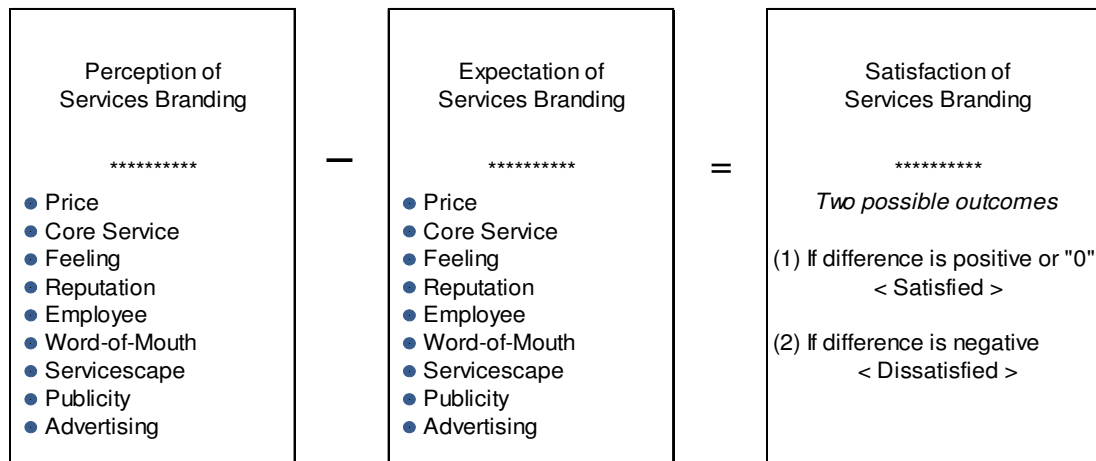 Perception of
Services Branding
**********
Price
Core Service
Feeling
Reputation
Employee
Word-of-Mouth
Servicescape
Publicity
Advertising
–
Expectation of
Services Branding
**********
Price
Core Service
Feeling
Reputation
Employee
Word-of-Mouth
Servicescape
Publicity
Advertising
=
Satisfaction of
Services Branding
**********
Two possible outcomes
(1) If difference is positive or "0"
< Satisfied >
(2) If difference is negative
< Dissatisfied >